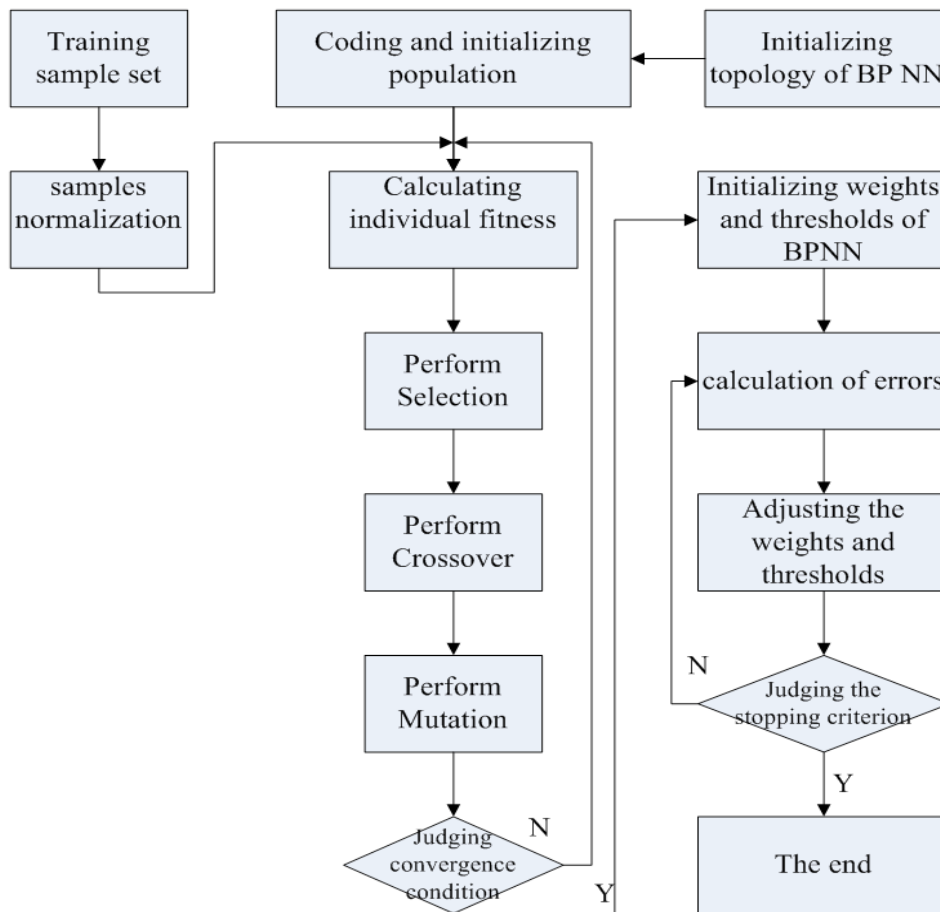 Training
sample set
Coding and initializing
population
Initializing
topology of BP NN
samples
normalization
Calculating
individual fitness
Initializing weights
and thresholds of
BPNN
Perform
Selection
calculation of errors
Perform
Crossover
Adjusting the
weights and
thresholds
Perform
Mutation
N
Judging the
stopping criterion
Y
Judging
convergence
condition
N
Y
The end